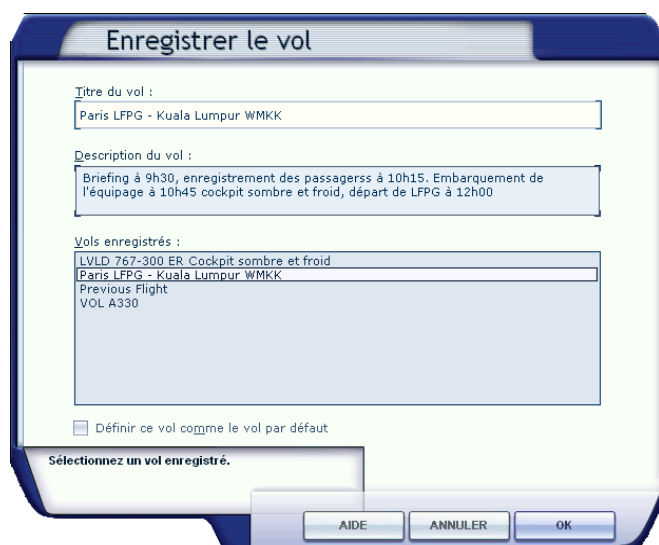 Enregistrer le vol
Titre du vol :
Paris LFPG - Kuala Lumpur WMKK
Description du vol :
Briefing à 9h30, enregistrement des passagerss à 10h15. Embarquement de
l'équipage à 10h45 cockpit sombre et froid, départ de LFPG à 12h00
Vols enregistrés :
LVLD 767-300 ER Cockpit sombre et froid
Paris LFPG - Kuala Lumpur WMKK
Previous Flight
VOL A330
Définir ce vol comme le vol par défaut
Sélectionnez un vol enregistré.
AIDE
ANNULER
OK